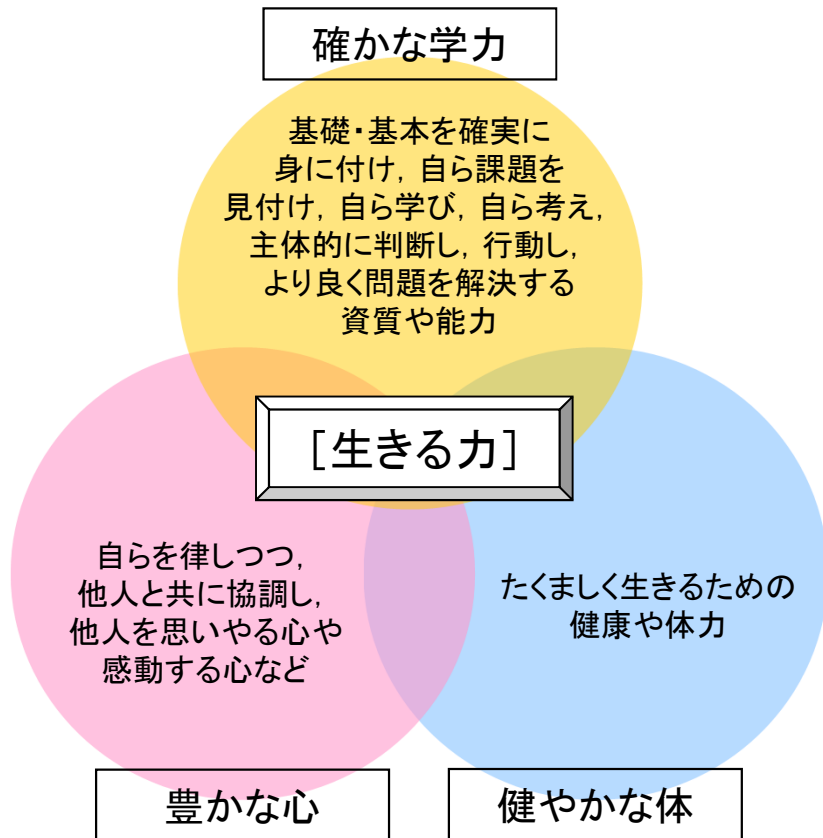 確かな学力
基礎・基本を確実に
身に付け，自ら課題を
見付け，自ら学び，自ら考え，
主体的に判断し，行動し，
より良く問題を解決する
資質や能力
［生きる力］
自らを律しつつ，
他人と共に協調し，
他人を思いやる心や
感動する心など
たくましく生きるための
健康や体力
豊かな心
健やかな体